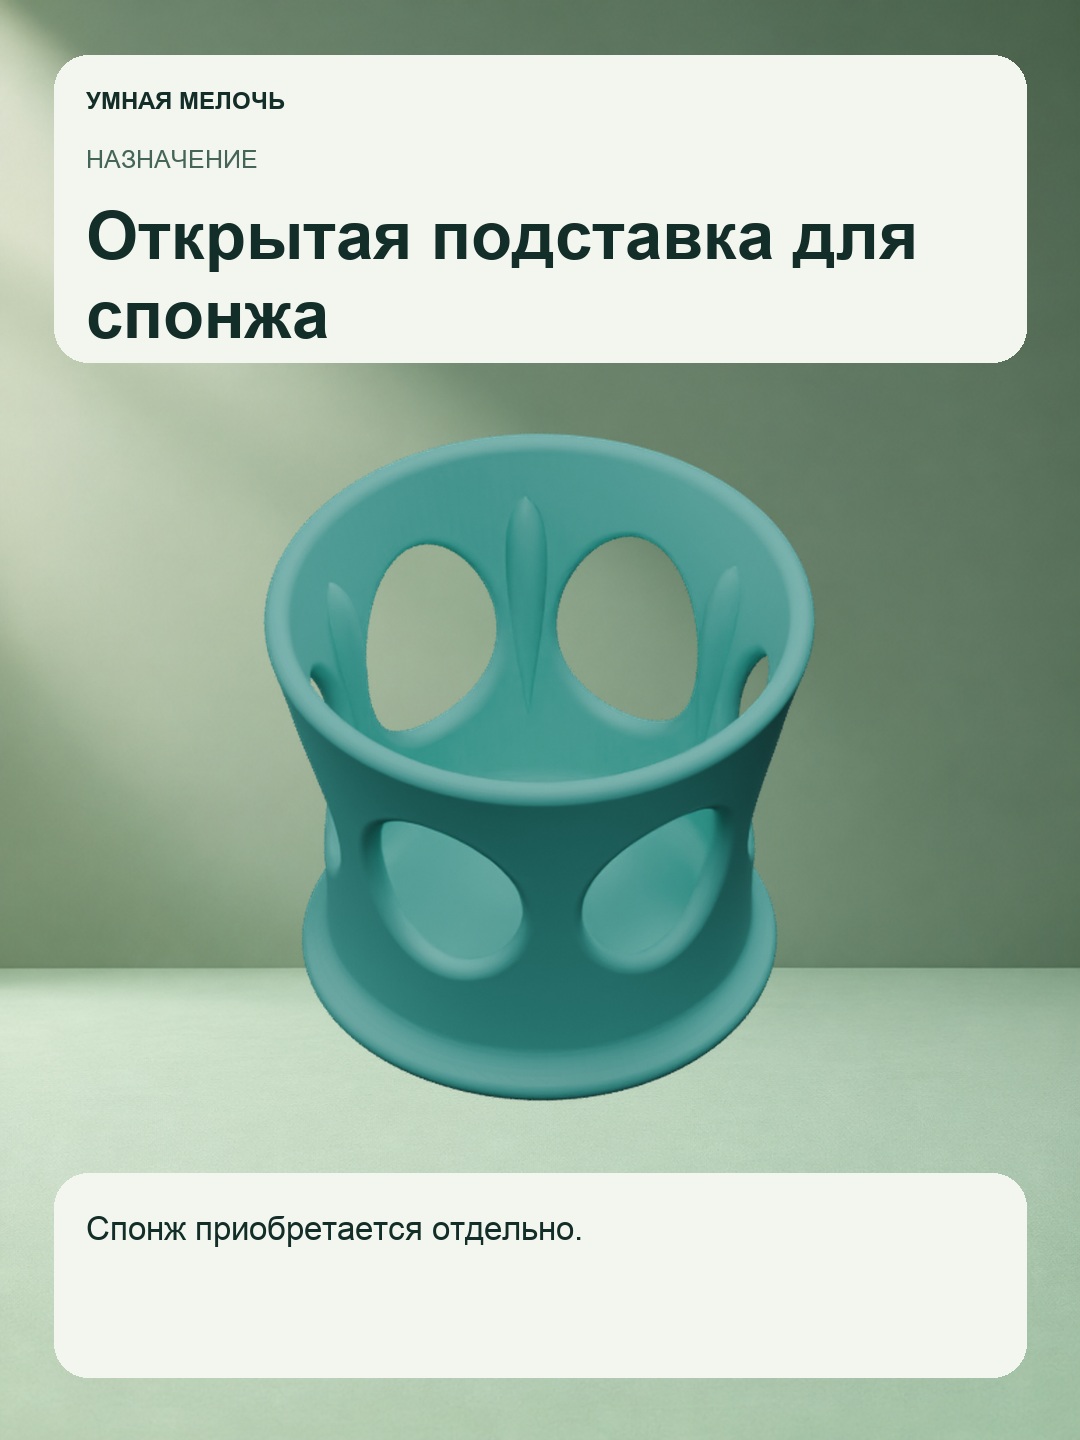 УМНАЯ МЕЛОЧЬ
НАЗНАЧЕНИЕ
Открытая подставка для
спонжа
Спонж приобретается отдельно.